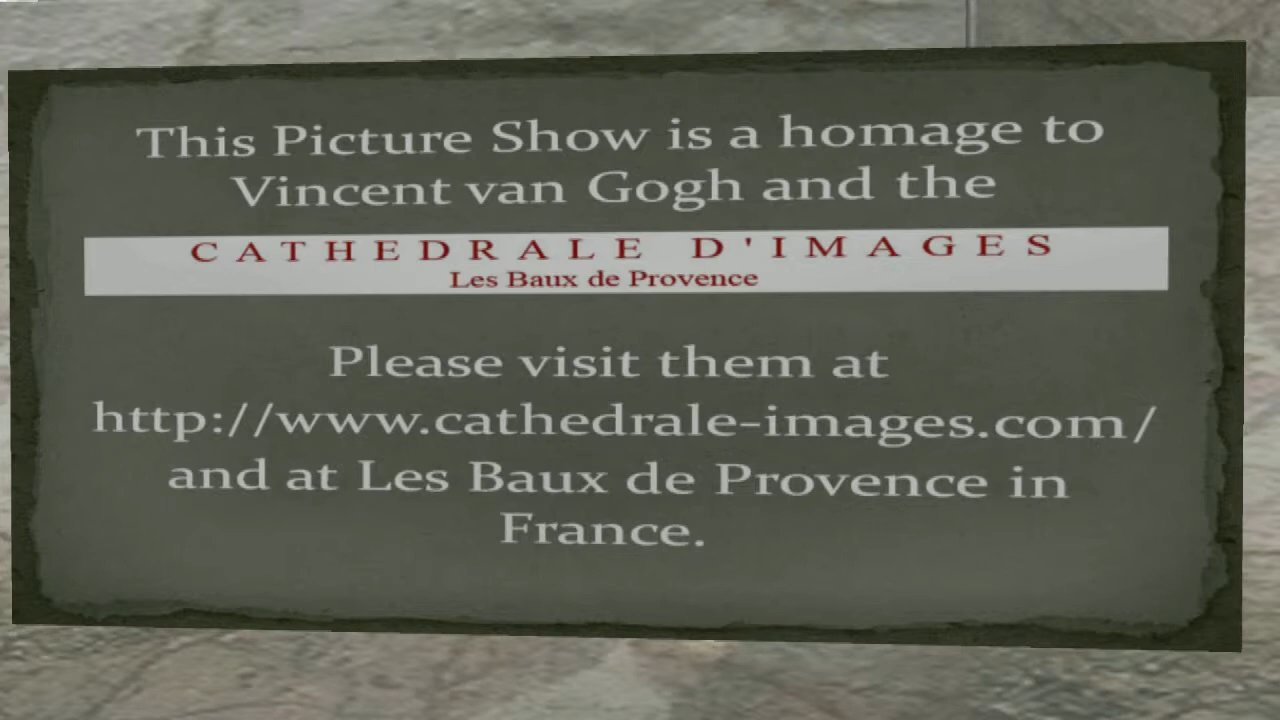 This Picture Show is a homage to
Vincent van Gogh and the
CATHEDRALE D'IMAGES
Les Baux de Provence
Please visit them at
http://www.cathedrale-images.com/
and at Les Baux de Provence in
France.